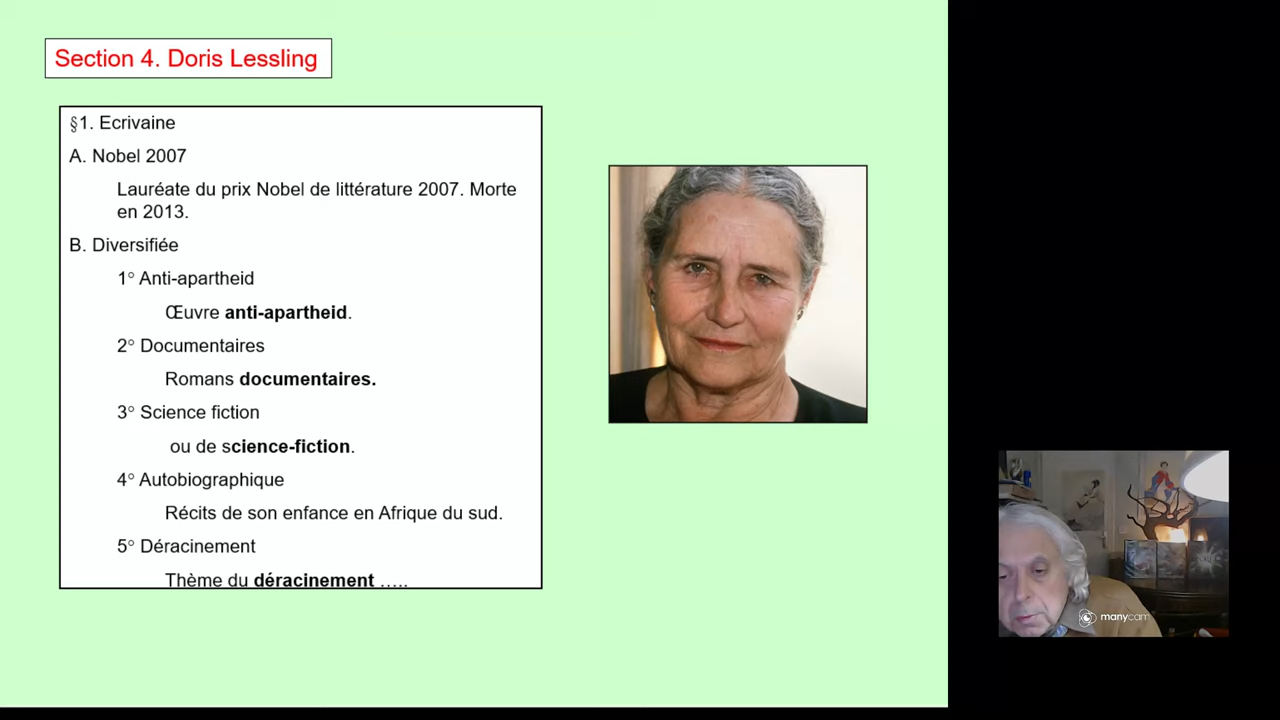 Section 4. Doris Lessling
§1. Ecrivaine
A. Nobel 2007
Lauréate du prix Nobel de littérature 2007. Morte
en 2013.
B. Diversifiée
1° Anti-apartheid
Œuvre anti-apartheid.
2° Documentaires
Romans documentaires.
3° Science fiction
ou de science-fiction.
4° Autobiographique
Récits de son enfance en Afrique du sud.
5° Déracinement
Thème du déracinement …..
manycam